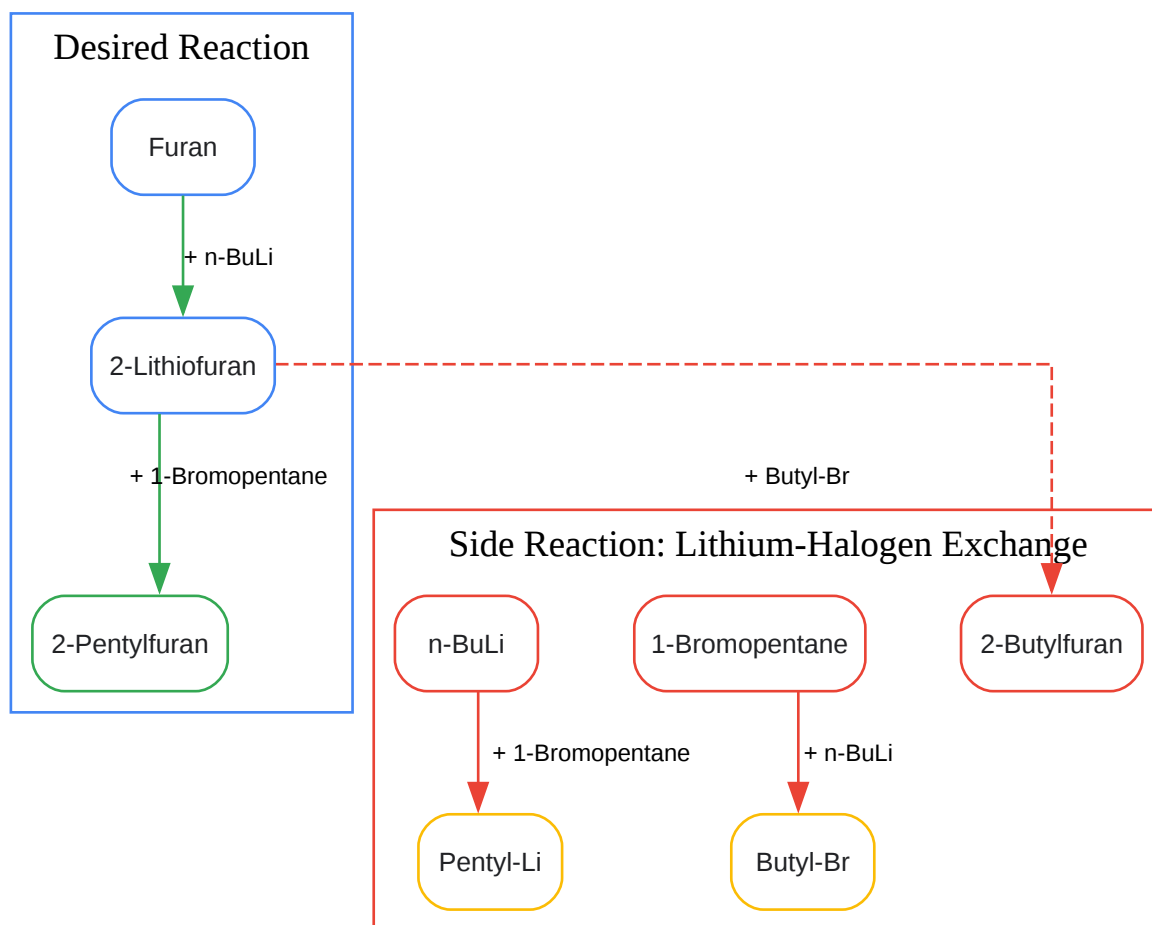 Desired Reaction
Furan
+ n-BuLi
2-Lithiofuran
+ 1-Bromopentane
2-Pentylfuran
+ Butyl-Br
Side Reaction: Lithium-Halogen Exchange
n-BuLi
1-Bromopentane
2-Butylfuran
+ 1-Bromopentane
+ n-BuLi
Pentyl-Li
Butyl-Br